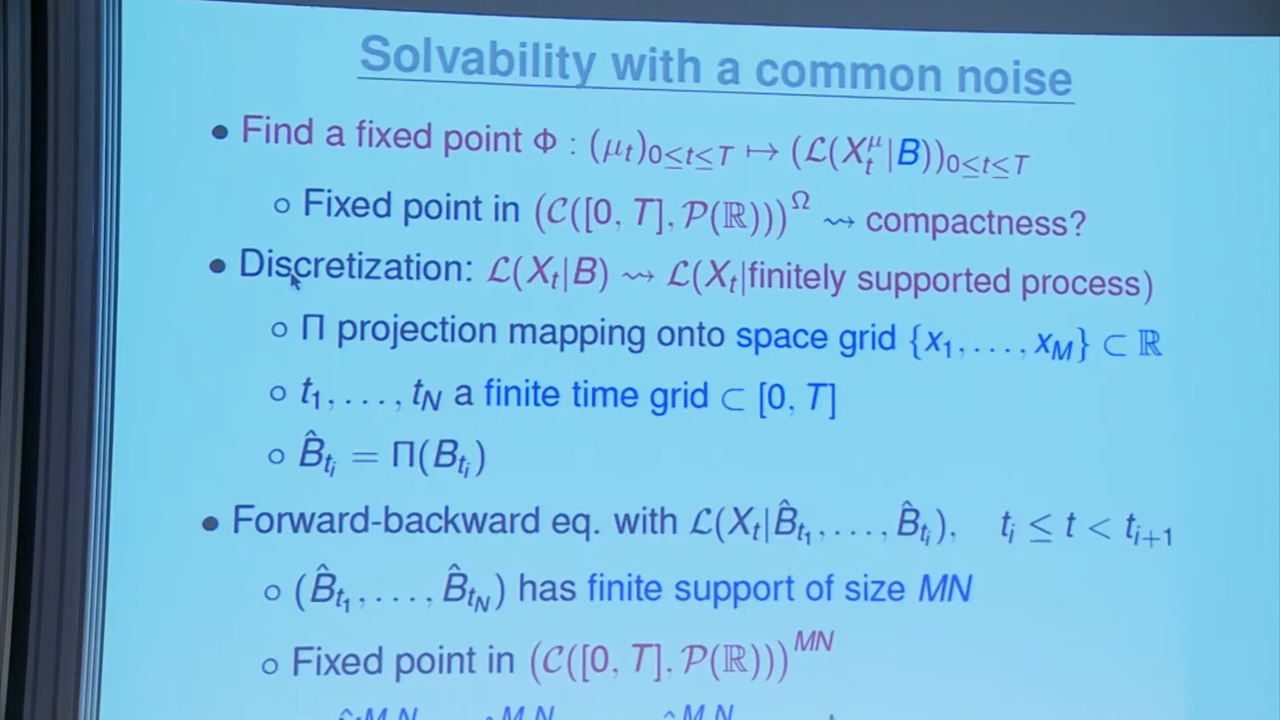 Solvability with a common noise
• Find a fixed point Φ : (μ_t)_{0≤t≤T} ↦ (ℒ(X_t^μ|B))_{0≤t≤T}
∘ Fixed point in (𝒞([0, T], 𝒫(ℝ)))^Ω ⇝ compactness?
• Discretization: ℒ(X_t|B) ⇝ ℒ(X_t|finitely supported process)
∘ Π projection mapping onto space grid {x_1, . . . , x_M} ⊂ ℝ
∘ t_1, . . . , t_N a finite time grid ⊂ [0, T]
∘ B̂_{t_i} = Π(B_{t_i})
• Forward-backward eq. with ℒ(X_t|B̂_{t_1}, . . . , B̂_{t_i}), t_i ≤ t < t_{i+1}
∘ (B̂_{t_1}, . . . , B̂_{t_N}) has finite support of size MN
∘ Fixed point in (𝒞([0, T], 𝒫(ℝ)))^{MN}